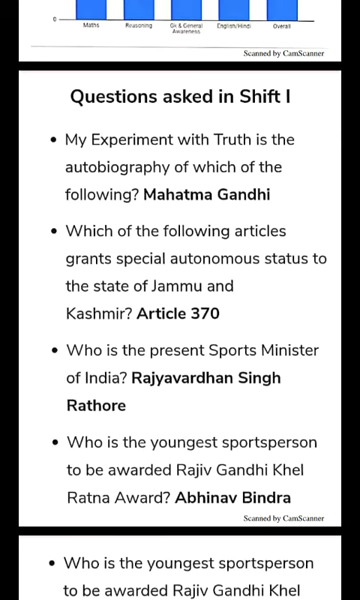 0
Maths
Reasoning
Gk & General
Awareness
English/Hindi
Overall
Scanned by CamScanner
Questions asked in Shift I
• My Experiment with Truth is the
autobiography of which of the
following? Mahatma Gandhi
• Which of the following articles
grants special autonomous status to
the state of Jammu and
Kashmir? Article 370
• Who is the present Sports Minister
of India? Rajyavardhan Singh
Rathore
• Who is the youngest sportsperson
to be awarded Rajiv Gandhi Khel
Ratna Award? Abhinav Bindra
Scanned by CamScanner
• Who is the youngest sportsperson
to be awarded Rajiv Gandhi Khel